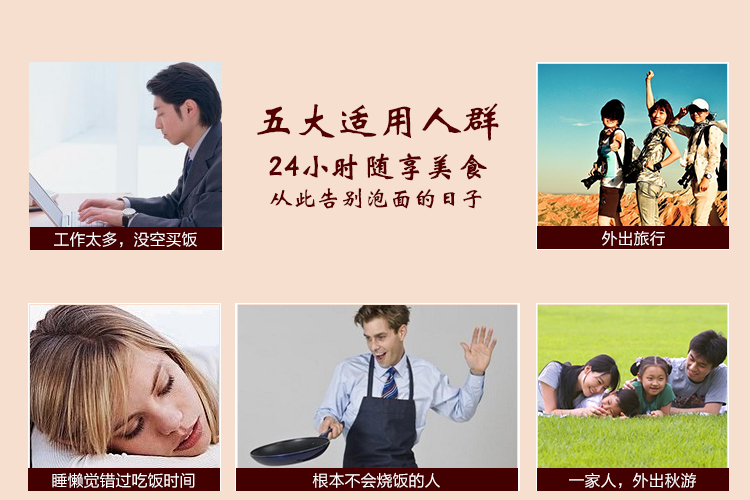 五大适用人群
24小时随享美食
从此告别泡面的日子
工作太多，没空买饭
外出旅行
睡懒觉错过吃饭时间
根本不会烧饭的人
一家人，外出秋游